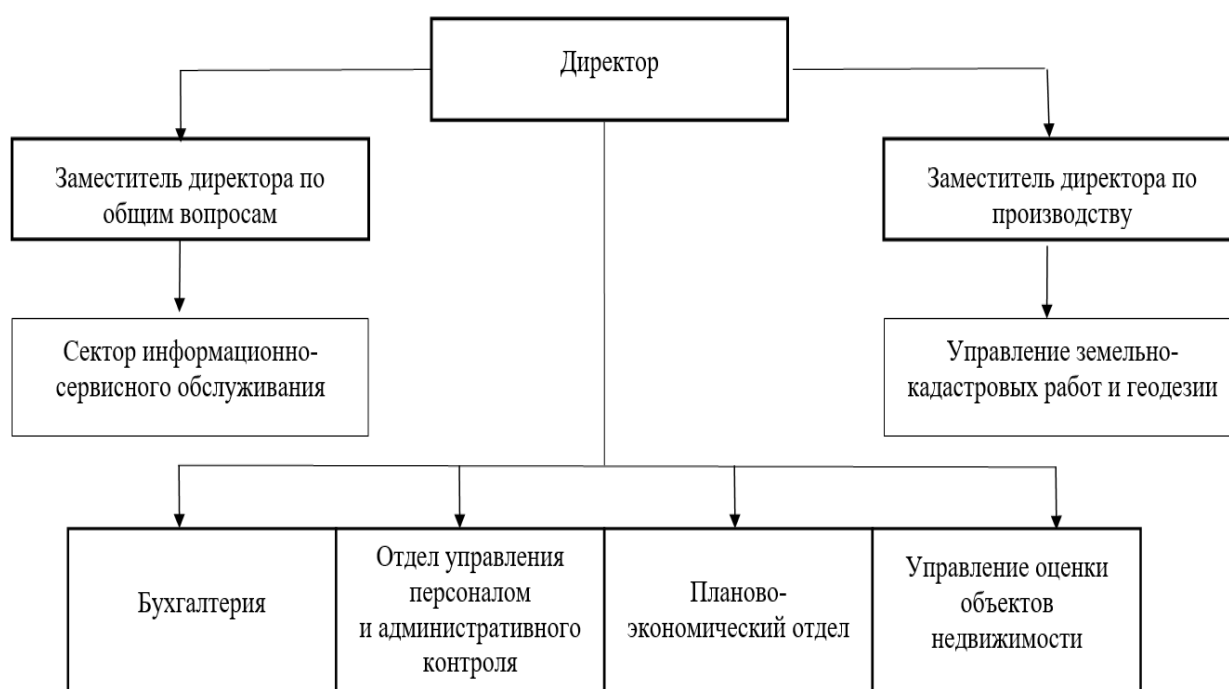 Директор
Заместитель директора по
общим вопросам
Заместитель директора по
производству
Сектор информационно-
сервисного обслуживания
Управление земельно-
кадастровых работ и геодезии
Бухгалтерия
Отдел управления
персоналом
и административного
контроля
Планово-
экономический отдел
Управление оценки
объектов
недвижимости